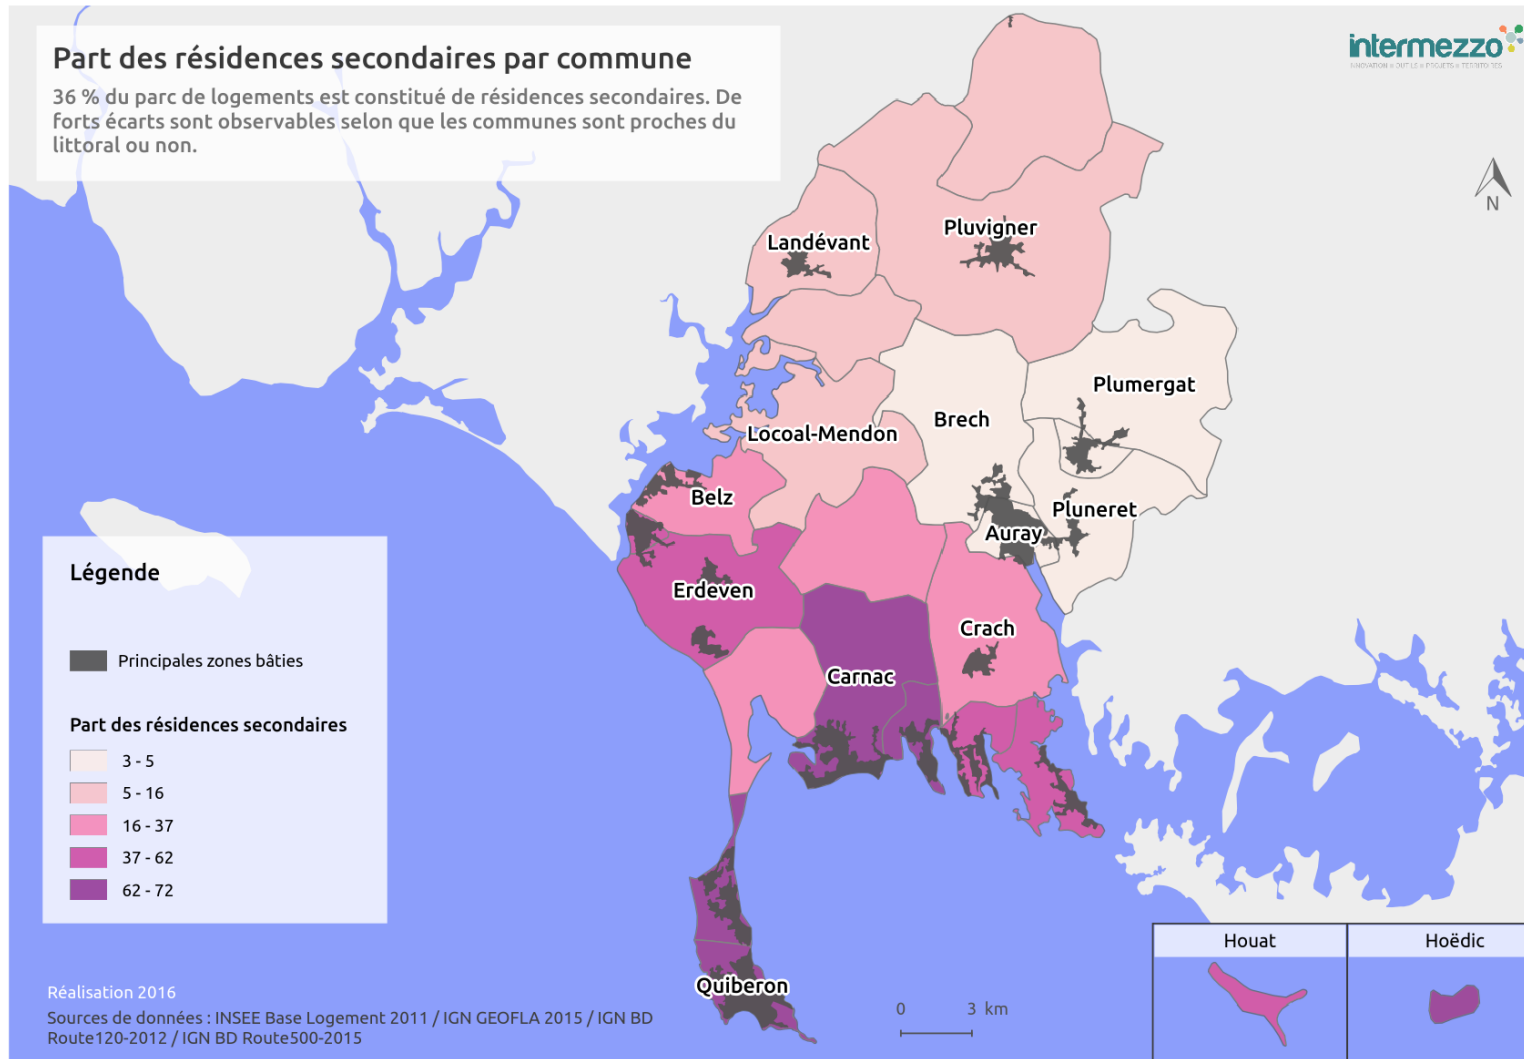 Part des résidences secondaires par commune
36 % du parc de logements est constitué de résidences secondaires. De
forts écarts sont observables selon que les communes sont proches du
littoral ou non.
intermezzo
INNOVATION OUTILS PROJETS TERRITOIRES
N
Landévant
Pluvigner
Plumergat
Brech
Locoal-Mendon
Belz
Pluneret
Auray
Erdeven
Crach
Carnac
Quiberon
Légende
Principales zones bâties
Part des résidences secondaires
3 - 5
5 - 16
16 - 37
37 - 62
62 - 72
Houat
Hoëdic
0 3 km
Réalisation 2016
Sources de données : INSEE Base Logement 2011 / IGN GEOFLA 2015 / IGN BD
Route120-2012 / IGN BD Route500-2015